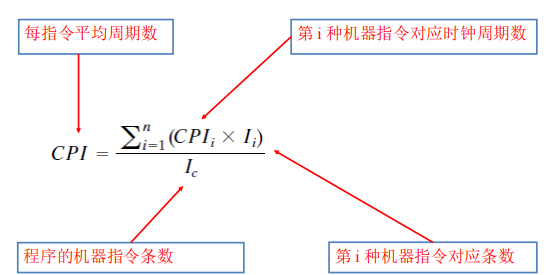 每指令平均周期数
第 i 种机器指令对应时钟周期数
CPI = \frac{\sum_{i=1}^{n} (CPI_i × I_i)}{I_c}
程序的机器指令条数
第 i 种机器指令对应条数